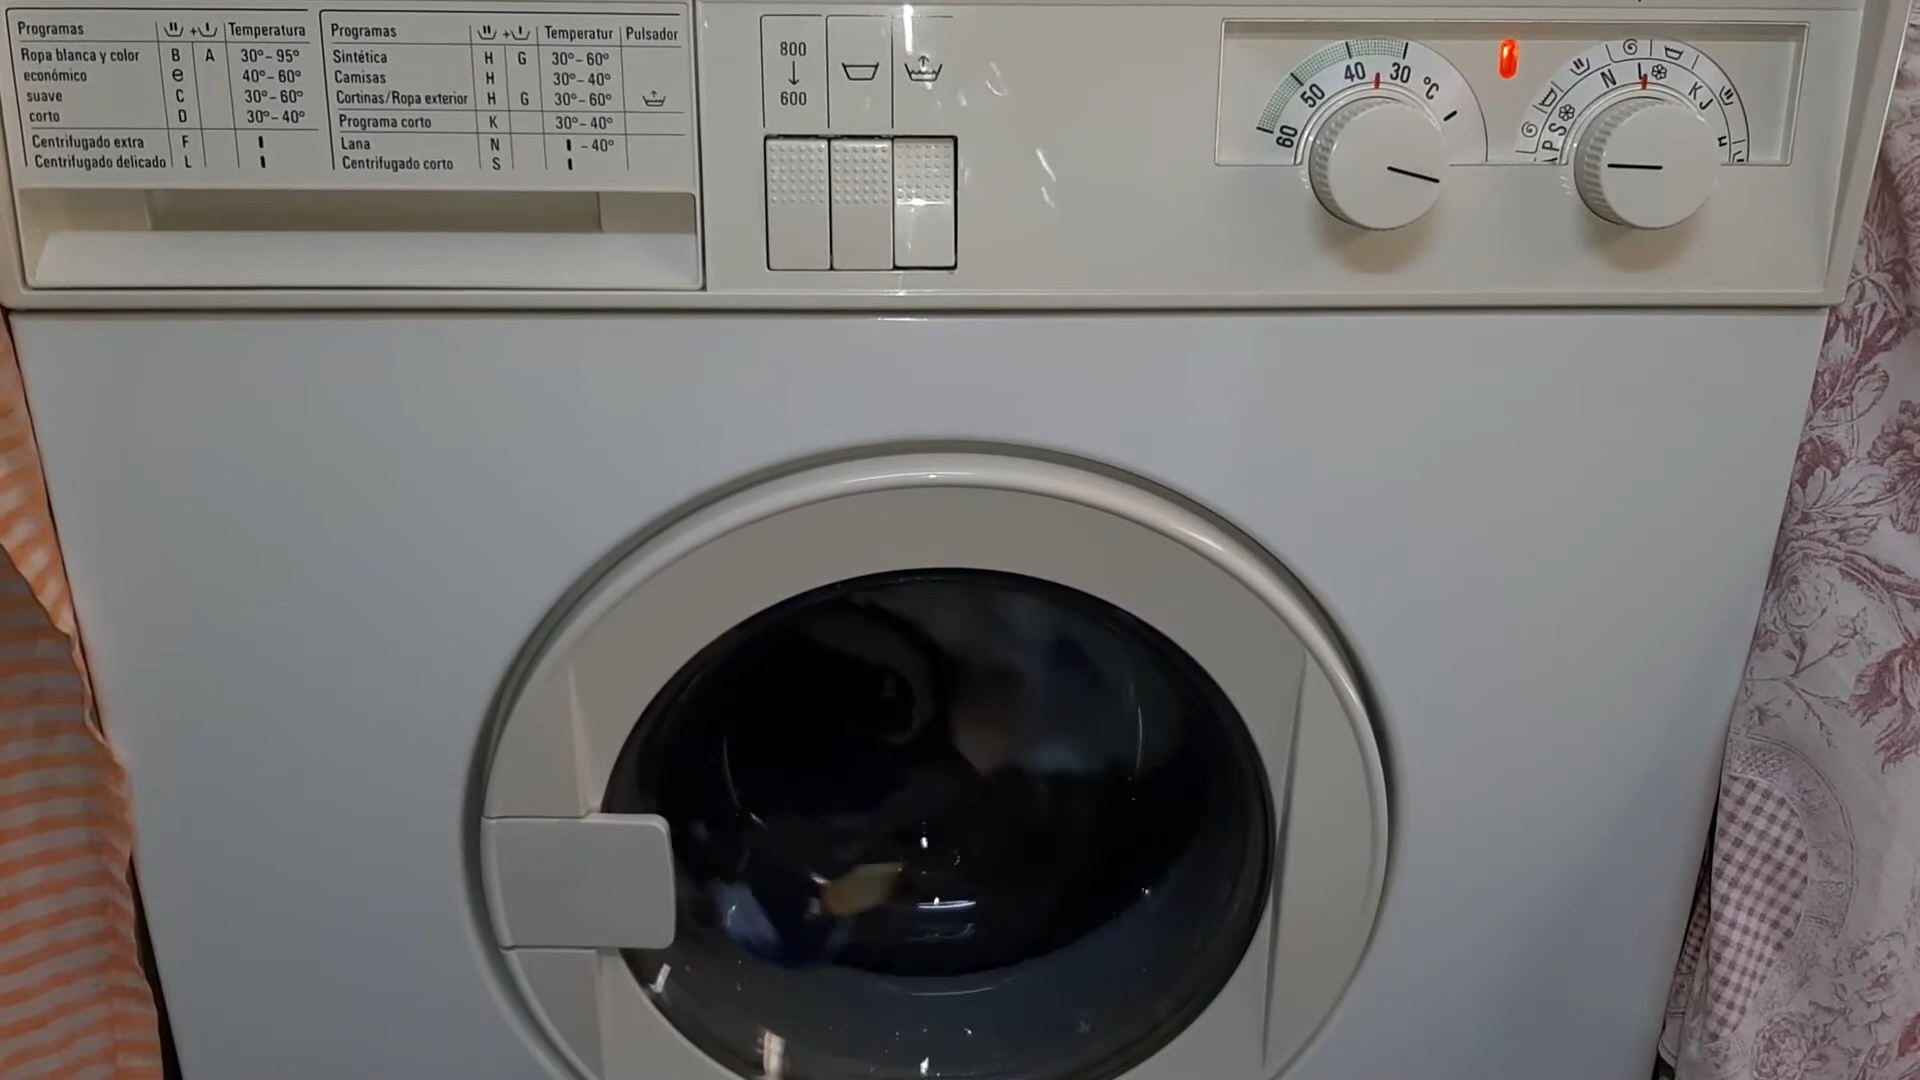 Programas Temperatura
Ropa blanca y color B A 30°-95°
económico e 40°-60°
suave C 30°-60°
corto D 30°-40°
Centrifugado extra F
Centrifugado delicado L
Programas Temperatur Pulsador
Sintética H G 30°-60°
Camisas H 30°-40°
Cortinas/Ropa exterior H G 30°-60°
Programa corto K 30°-40°
Lana N -40°
Centrifugado corto S
800
600
60 50 40 30 °C
P S N L K J